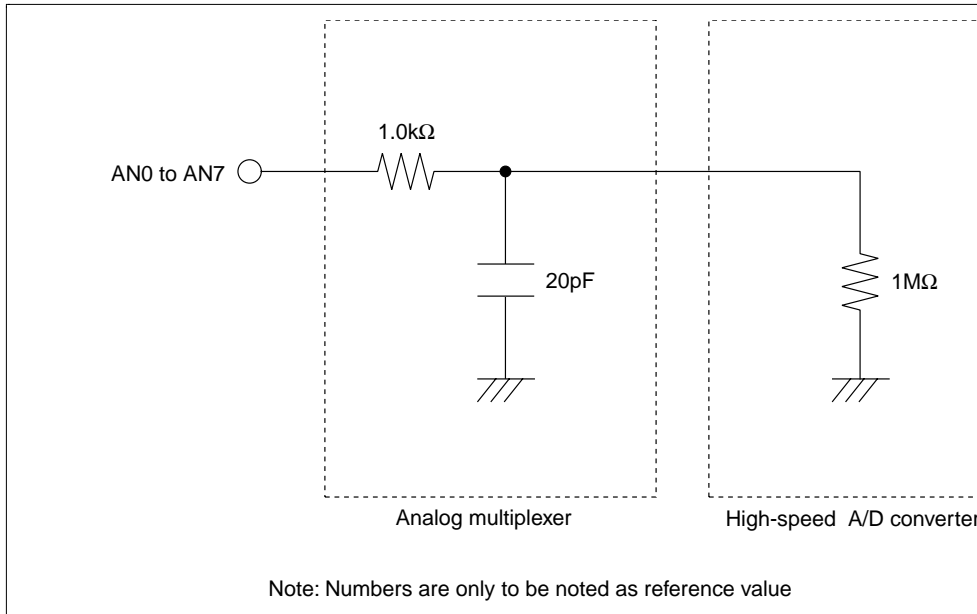 1.0kΩ
AN0 to AN7
20pF
1MΩ
Analog multiplexer
High-speed A/D converter
Note: Numbers are only to be noted as reference value